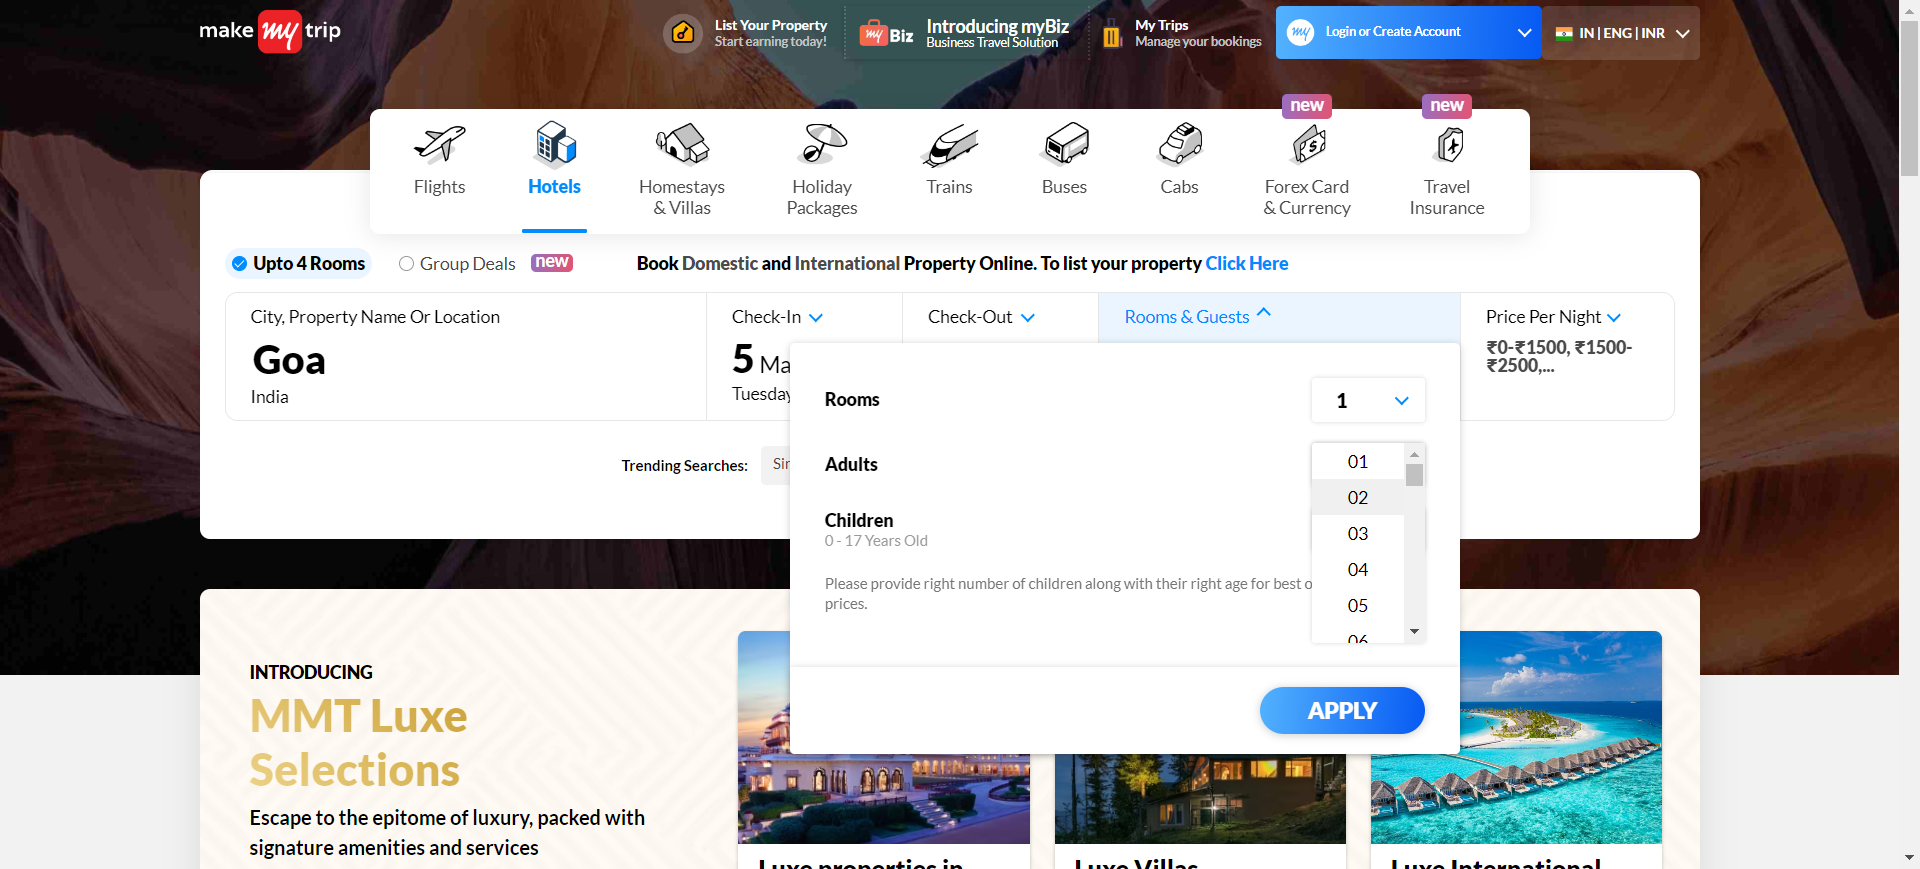 make my trip
List Your Property
Start earning today!
my Biz
Introducing myBiz
Business Travel Solution
My Trips
Manage your bookings
my
Login or Create Account
IN | ENG | INR
new
new
Flights
Hotels
Homestays
& Villas
Holiday
Packages
Trains
Buses
Cabs
Forex Card
& Currency
Travel
Insurance
Upto 4 Rooms
Group Deals
new
Book Domestic and International Property Online. To list your property Click Here
City, Property Name Or Location
Goa
India
Check-In
5 Ma
Tuesday
Check-Out
Rooms & Guests
Price Per Night
₹0-₹1500, ₹1500-
₹2500,...
Rooms
1
Adults
01
02
03
04
05
06
Children
0 - 17 Years Old
Please provide right number of children along with their right age for best o
prices.
APPLY
Trending Searches:
INTRODUCING
MMT Luxe
Selections
Escape to the epitome of luxury, packed with
signature amenities and services
Luxe properties in
Luxe Villas
Luxe International